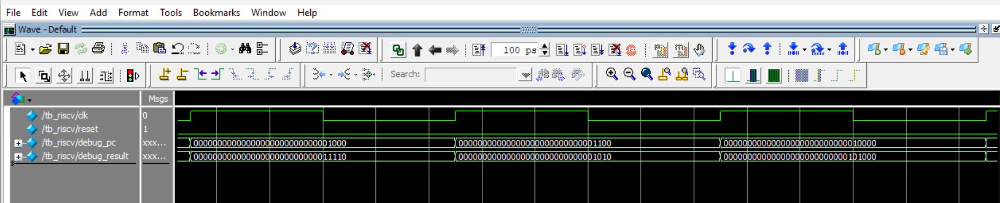 File Edit View Add Format Tools Bookmarks Window Help
Wave - Default
100 ps
Search:
Msgs
/tb_riscv/clk 0
/tb_riscv/reset 1
/tb_riscv/debug_pc xxx... 00000000000000000000000000001000 00000000000000000000000000001100 00000000000000000000000000010000
/tb_riscv/debug_result xxx... 00000000000000000000000000011110 00000000000000000000000000001010 00000000000000000000000000101000